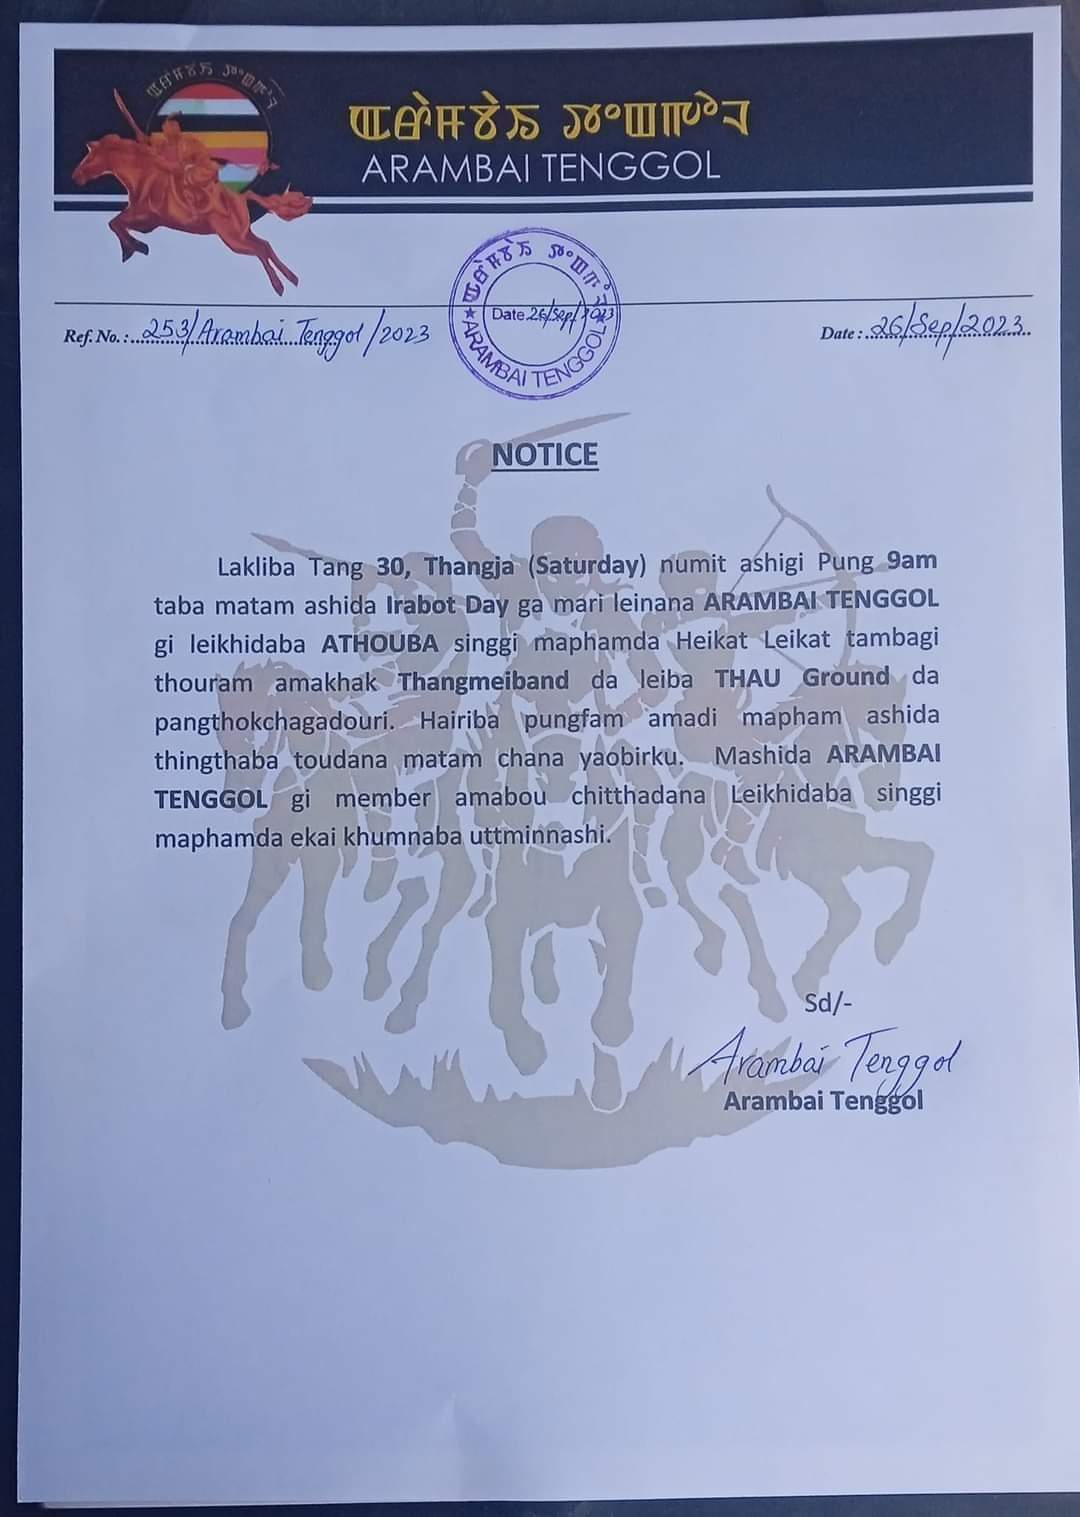 ꯑꯔꯝꯕꯥꯏ ꯇꯦꯡꯒꯣꯜ
ARAMBAI TENGGOL
Date 26/Sep/2023
ARAMBAI TENGGOL
Ref. No. : 253/Arambai Tenggol/2023
Date : 26/Sep/2023
NOTICE
Lakliba Tang 30, Thangja (Saturday) numit ashigi Pung 9am
taba matam ashida Irabot Day ga mari leinana ARAMBAI TENGGOL
gi leikhidaba ATHOUBA singgi maphamda Heikat Leikat tambagi
thouram amakhak Thangmeiband da leiba THAU Ground da
pangthokchagadouri. Hairiba pungfam amadi mapham ashida
thingthaba toudana matam chana yaobirku. Mashida ARAMBAI
TENGGOL gi member amabou chitthadana Leikhidaba singgi
maphamda ekai khumnaba uttminnashi.
Sd/-
Arambai Tenggol
Arambai Tenggol